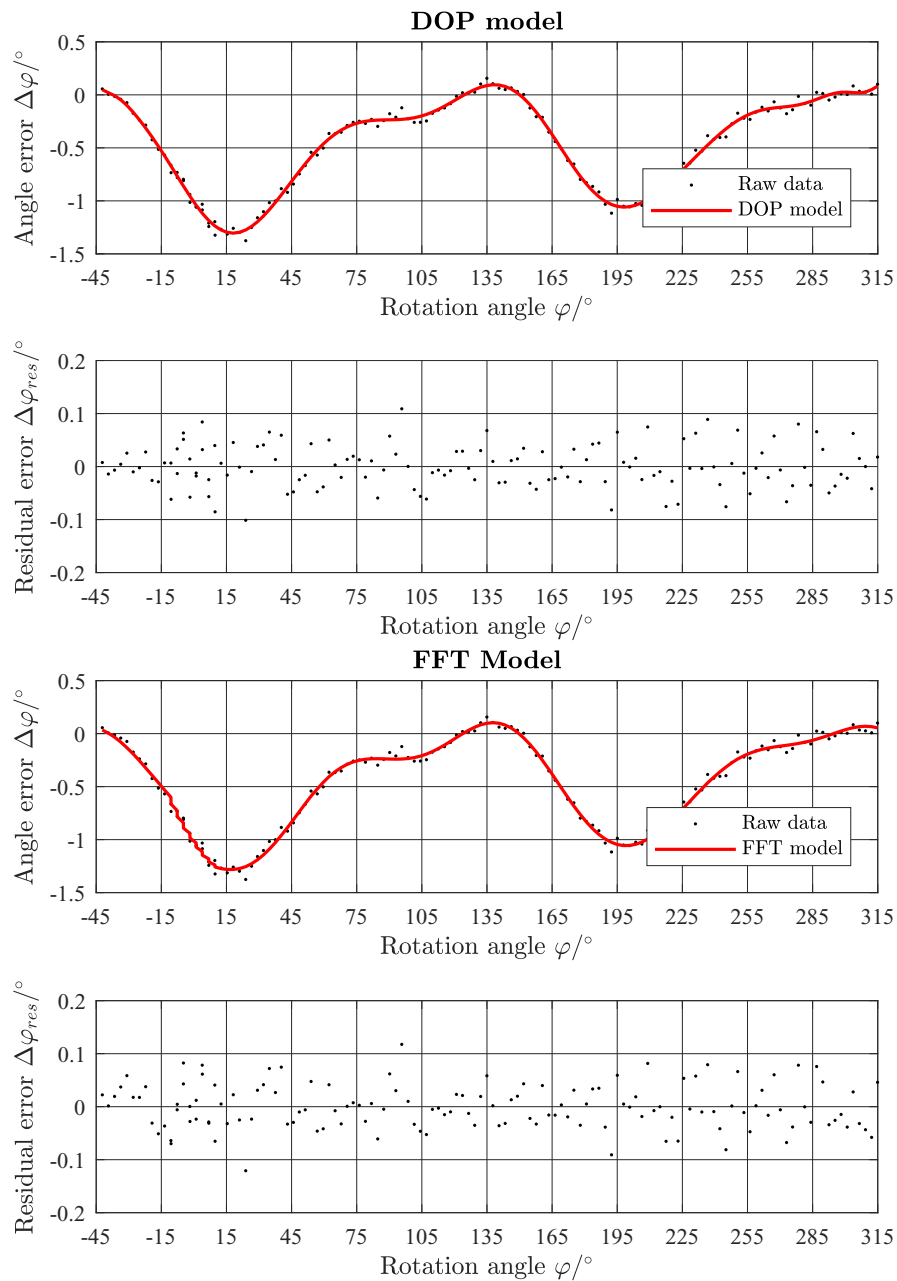 DOP model
Angle error Δφ/°
0.5
0
-0.5
-1
-1.5
-45 -15 15 45 75 105 135 165 195 225 255 285 315
Rotation angle φ/°
Raw data
DOP model
Residual error Δφres/°
0.2
0.1
0
-0.1
-0.2
-45 -15 15 45 75 105 135 165 195 225 255 285 315
Rotation angle φ/°
FFT Model
Angle error Δφ/°
0.5
0
-0.5
-1
-1.5
-45 -15 15 45 75 105 135 165 195 225 255 285 315
Rotation angle φ/°
Raw data
FFT model
Residual error Δφres/°
0.2
0.1
0
-0.1
-0.2
-45 -15 15 45 75 105 135 165 195 225 255 285 315
Rotation angle φ/°